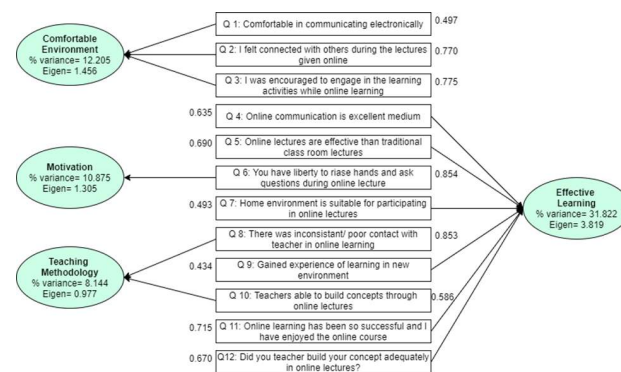 Comfortable
Environment
% variance= 12.205
Eigen= 1.456
Motivation
% variance= 10.875
Eigen= 1.305
Teaching
Methodology
% variance= 8.144
Eigen= 0.977
Q 1: Comfortable in communicating electronically
0.497
Q 2: I felt connected with others during the lectures
given online
0.770
Q 3: I was encouraged to engage in the learning
activities while online learning
0.775
0.635
Q 4: Online communication is excellent medium
0.690
Q 5: Online lectures are effective than traditional
class room lectures
Q 6: You have liberty to riase hands and ask
questions during online lecture
0.854
0.493
Q 7: Home environment is suitable for participating
in online lectures
Q 8: There was inconsistant/ poor contact with
teacher in online learning
0.853
0.434
Q 9: Gained experience of learning in new
environment
Q 10: Teachers able to build concepts through
online lectures
0.586
0.715
Q 11: Online learning has been so successful and I
have enjoyed the online course
0.670
Q12: Did you teacher build your concept adequately
in online lectures?
Effective
Learning
% variance= 31.822
Eigen= 3.819